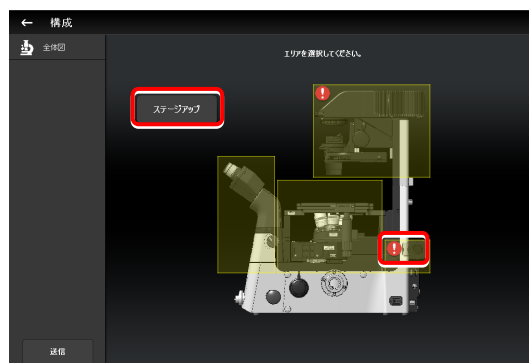 ← 構成
全体図
エリアを選択してください。
ステージアップ
送信